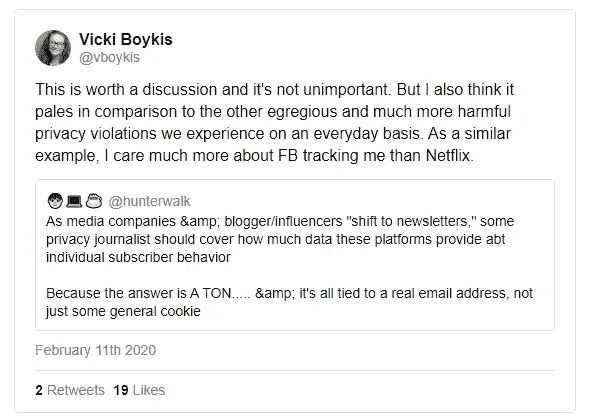 Vicki Boykis
@vboykis
This is worth a discussion and it's not unimportant. But I also think it
pales in comparison to the other egregious and much more harmful
privacy violations we experience on an everyday basis. As a similar
example, I care much more about FB tracking me than Netflix.
@hunterwalk
As media companies &amp; blogger/influencers "shift to newsletters," some
privacy journalist should cover how much data these platforms provide abt
individual subscriber behavior
Because the answer is A TON..... &amp; it's all tied to a real email address, not
just some general cookie
February 11th 2020
2 Retweets 19 Likes